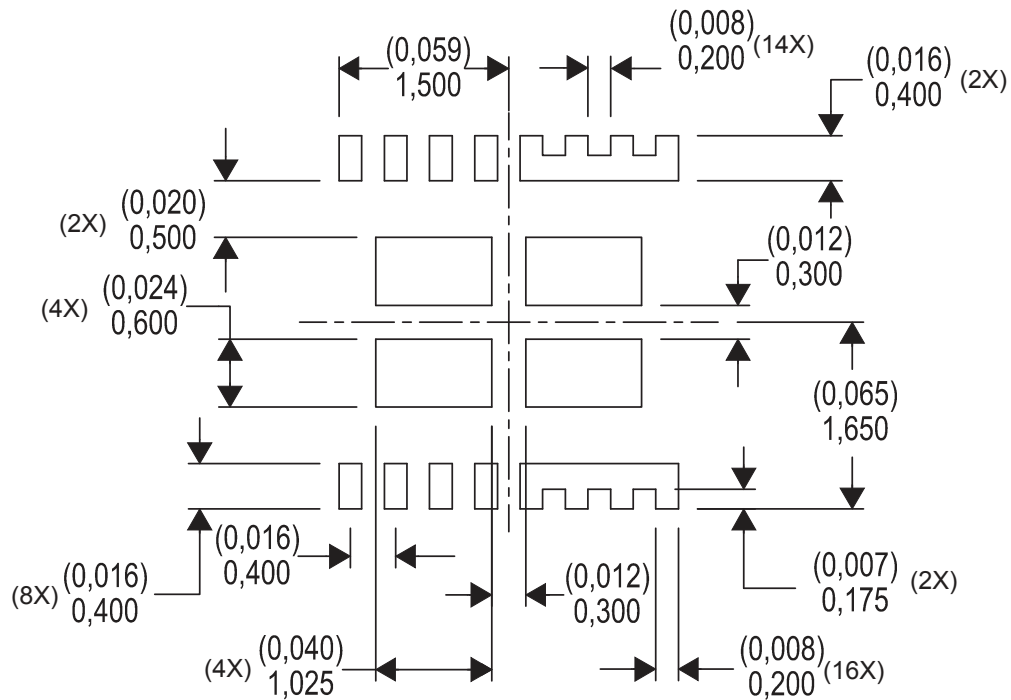 (0,059)
1,500
(0,008)
0,200 (14X)
(0,016)
0,400 (2X)
(2X) (0,020)
0,500
(0,012)
0,300
(4X) (0,024)
0,600
(0,065)
1,650
(0,016)
0,400
(8X) (0,016)
0,400
(0,012)
0,300
(0,007)
0,175 (2X)
(4X) (0,040)
1,025
(0,008)
0,200 (16X)